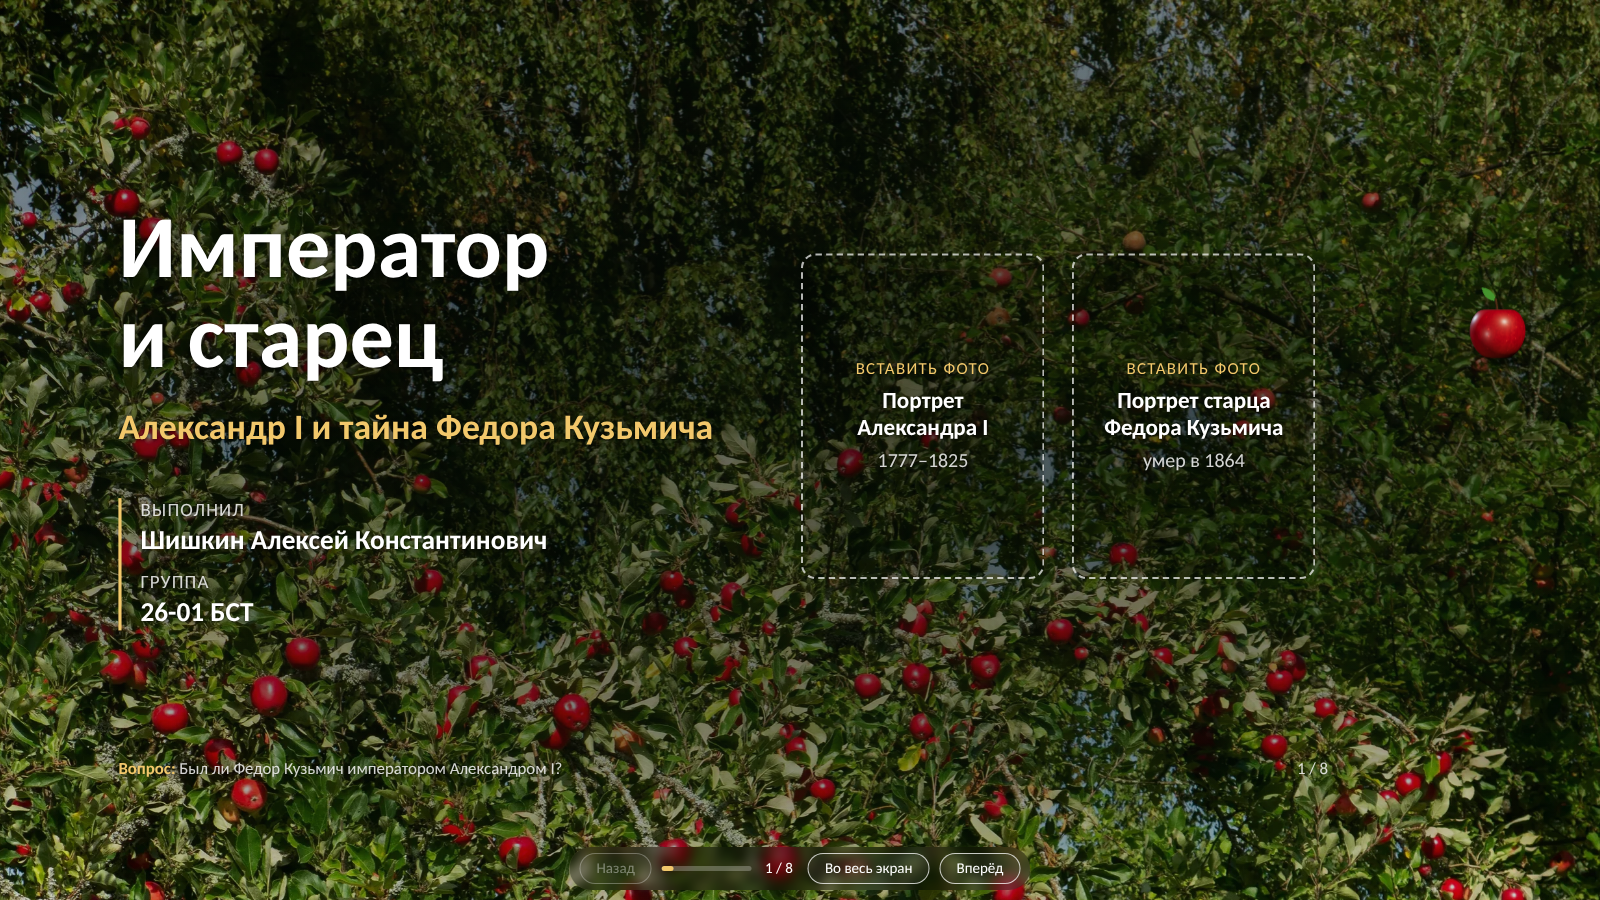 Император
и старец
Александр I и тайна Федора Кузьмича
ВЫПОЛНИЛ
Шишкин Алексей Константинович
ГРУППА
26-01 БСТ
ВСТАВИТЬ ФОТО
Портрет
Александра I
1777–1825
ВСТАВИТЬ ФОТО
Портрет старца
Федора Кузьмича
умер в 1864
Вопрос: Был ли Федор Кузьмич императором Александром I?
1 / 8
Назад
1 / 8
Во весь экран
Вперёд